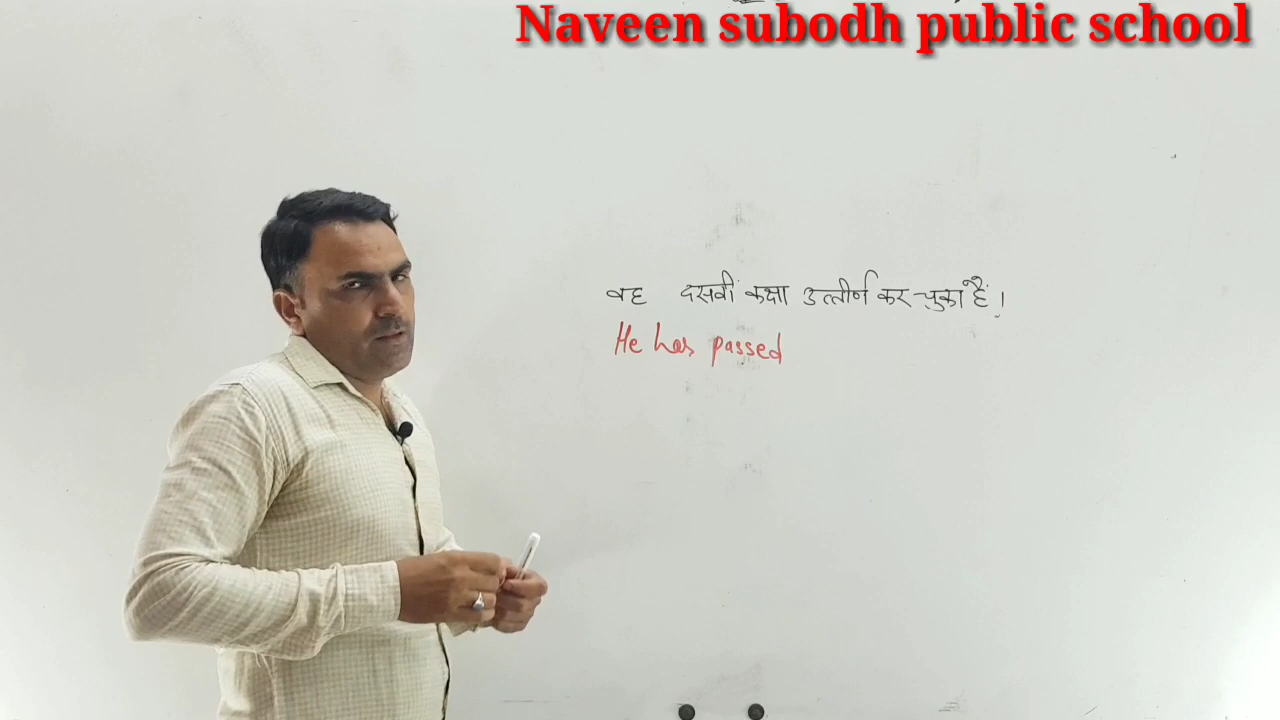 Naveen subodh public school
वह दसवीं कक्षा उत्तीर्ण कर चुका हैं!
He has passed